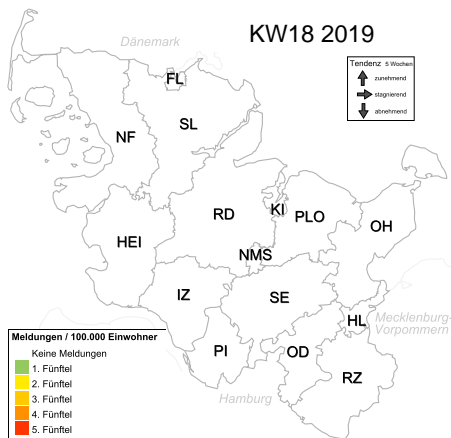 KW18 2019
Dänemark
Tendenz 5 Wochen
zunehmend
stagnierend
abnehmend
FL
SL
NF
RD
KI
PLO
OH
HEI
NMS
IZ
SE
HL
Mecklenburg-
Vorpommern
PI
OD
RZ
Hamburg
Meldungen / 100.000 Einwohner
Keine Meldungen
1. Fünftel
2. Fünftel
3. Fünftel
4. Fünftel
5. Fünftel